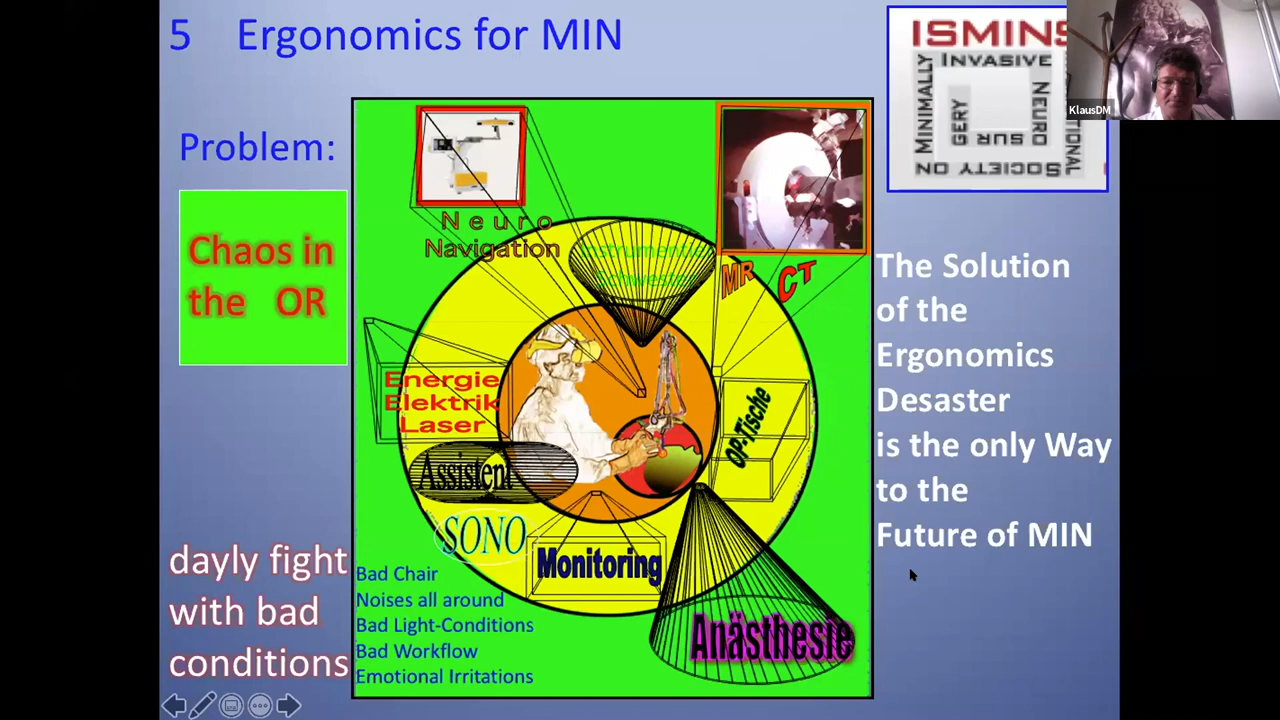 5 Ergonomics for MIN
ISMINS
MINIMALLY
INVASIVE
NEURO
SUR
GERY
SOCIETY ON
KlausDM
Problem:
Chaos in
the OR
Neuro
Navigation
MR CT
Energie
Elektrik
Laser
OP-Tische
Assistent
SONO
Monitoring
Anästhesie
dayly fight
with bad
conditions
Bad Chair
Noises all around
Bad Light-Conditions
Bad Workflow
Emotional Irritations
The Solution
of the
Ergonomics
Desaster
is the only Way
to the
Future of MIN